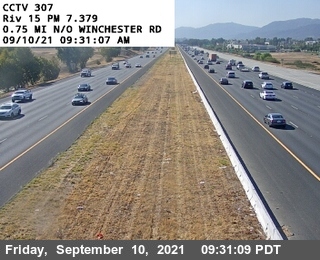 CCTV 307
Riv 15 PM 7.379
0.75 MI N/O WINCHESTER RD
09/10/21 09:31:07 AM
Friday, September 10, 2021 09:31:09 PDT